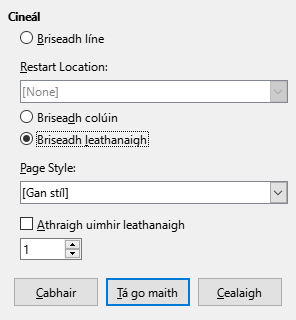 Cineál
Briseadh líne
Restart Location:
[None]
Briseadh colúin
Briseadh leathanaigh
Page Style:
[Gan stíl]
Athraigh uimhir leathanaigh
1
Cabhair Tá go maith Cealaigh